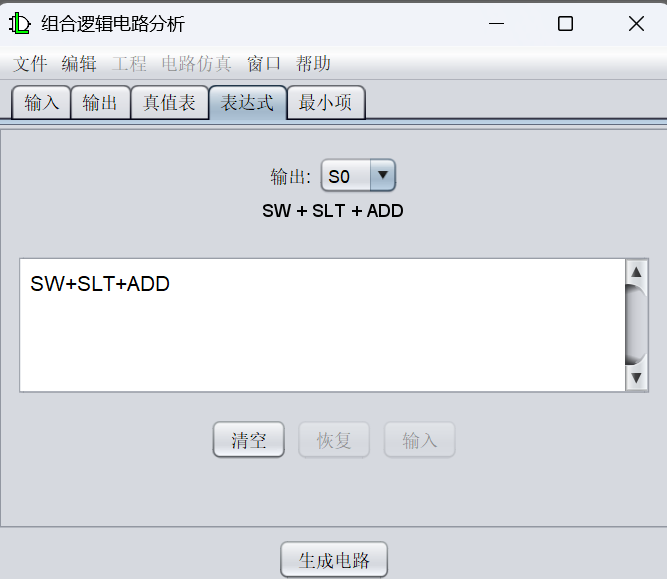 组合逻辑电路分析
文件 编辑 工程 电路仿真 窗口 帮助
输入 输出 真值表 表达式 最小项
输出: S0
SW + SLT + ADD
SW+SLT+ADD
清空 恢复 输入
生成电路